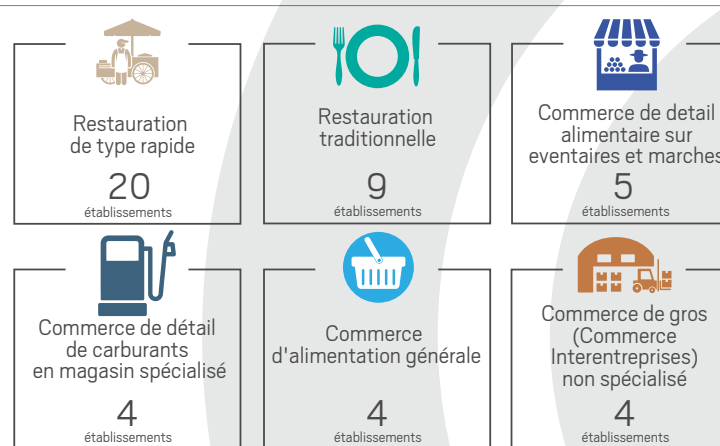 Restauration
de type rapide
20
établissements
Restauration
traditionnelle
9
établissements
Commerce de detail
alimentaire sur
eventaires et marches
5
établissements
Commerce de détail
de carburants
en magasin spécialisé
4
établissements
Commerce
d'alimentation générale
4
établissements
Commerce de gros
(Commerce
Interentreprises)
non spécialisé
4
établissements